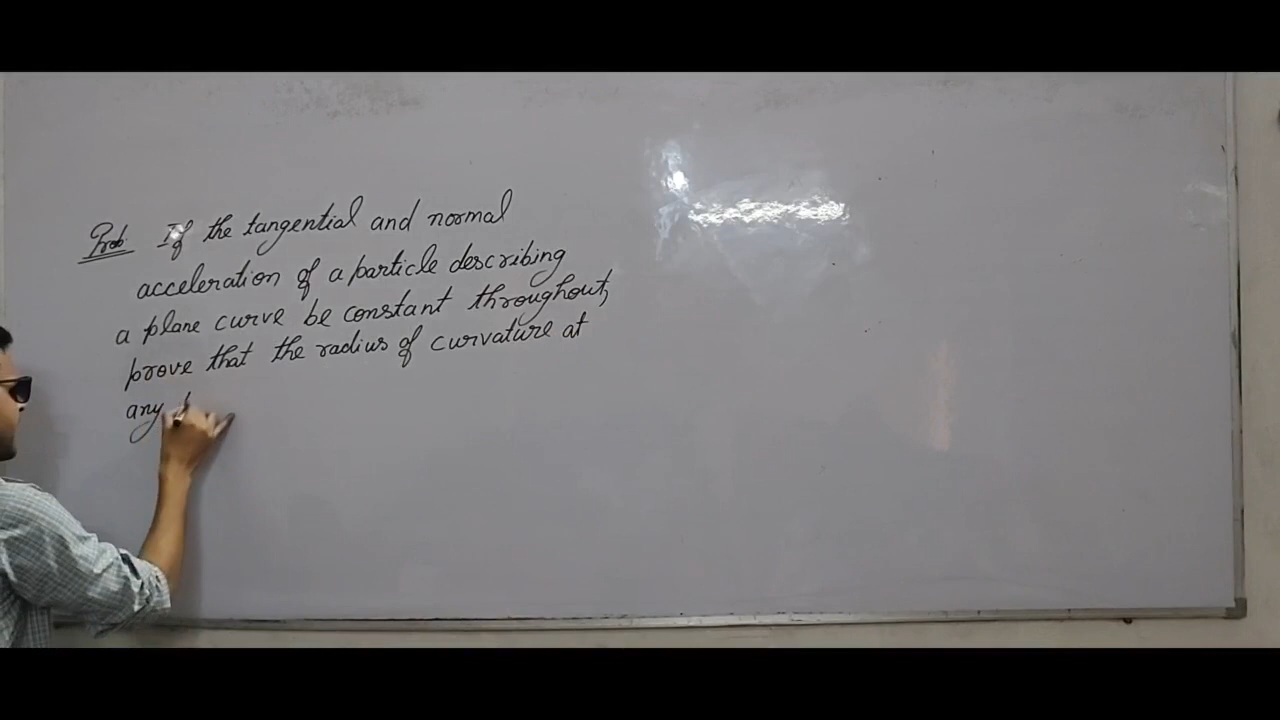 Prob. If the tangential and normal
acceleration of a particle describing
a plane curve be constant throughout,
prove that the radius of curvature at
any